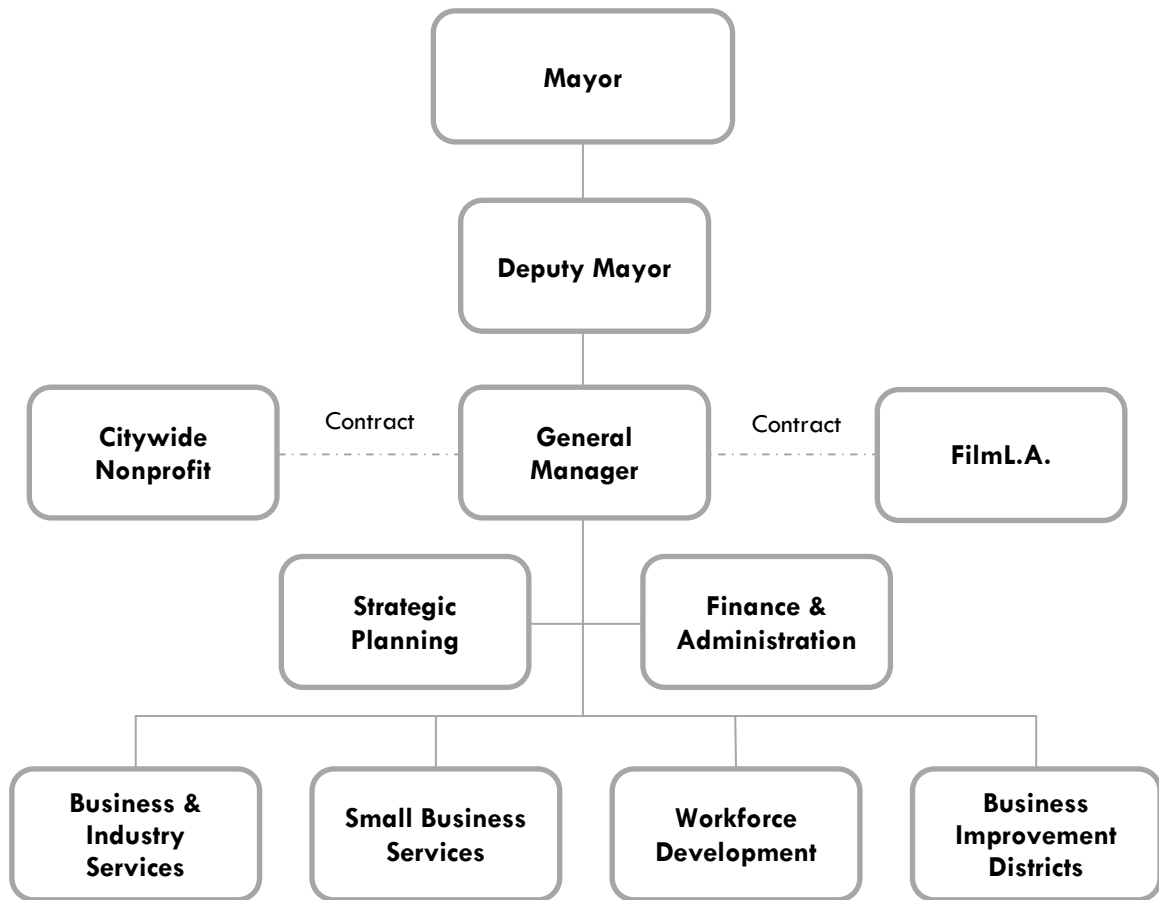 Mayor
Deputy Mayor
Citywide
Nonprofit
Contract
General
Manager
Contract
FilmL.A.
Strategic
Planning
Finance &
Administration
Business &
Industry
Services
Small Business
Services
Workforce
Development
Business
Improvement
Districts